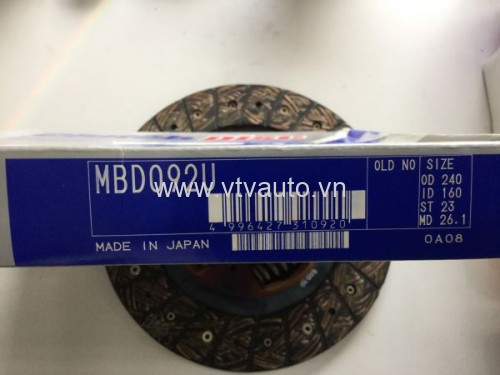 DISC
MBD092U
OLD NO SIZE
OD 240
ID 160
ST 23
MD 26.1
www.vtvauto.vn
4 996427 310920
MADE IN JAPAN
0A08